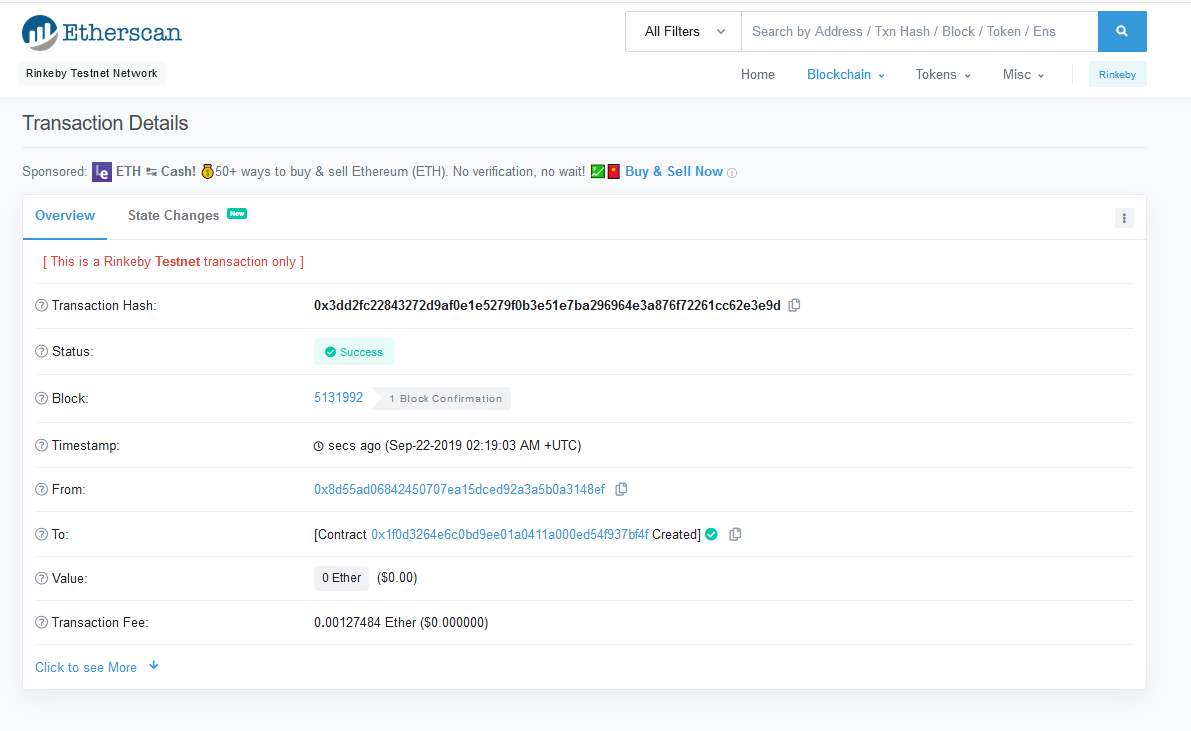 Etherscan
All Filters Search by Address / Txn Hash / Block / Token / Ens
Rinkeby Testnet Network
Home Blockchain Tokens Misc Rinkeby
Transaction Details
Sponsored: Le ETH ⇆ Cash! 💰50+ ways to buy & sell Ethereum (ETH). No verification, no wait! 💹🧧 Buy & Sell Now
Overview State Changes New
[ This is a Rinkeby Testnet transaction only ]
Transaction Hash: 0x3dd2fc22843272d9af0e1e5279f0b3e51e7ba296964e3a876f72261cc62e3e9d
Status: Success
Block: 5131992 1 Block Confirmation
Timestamp: secs ago (Sep-22-2019 02:19:03 AM +UTC)
From: 0x8d55ad06842450707ea15dced92a3a5b0a3148ef
To: [Contract 0x1f0d3264e6c0bd9ee01a0411a000ed54f937bf4f Created]
Value: 0 Ether ($0.00)
Transaction Fee: 0.00127484 Ether ($0.000000)
Click to see More